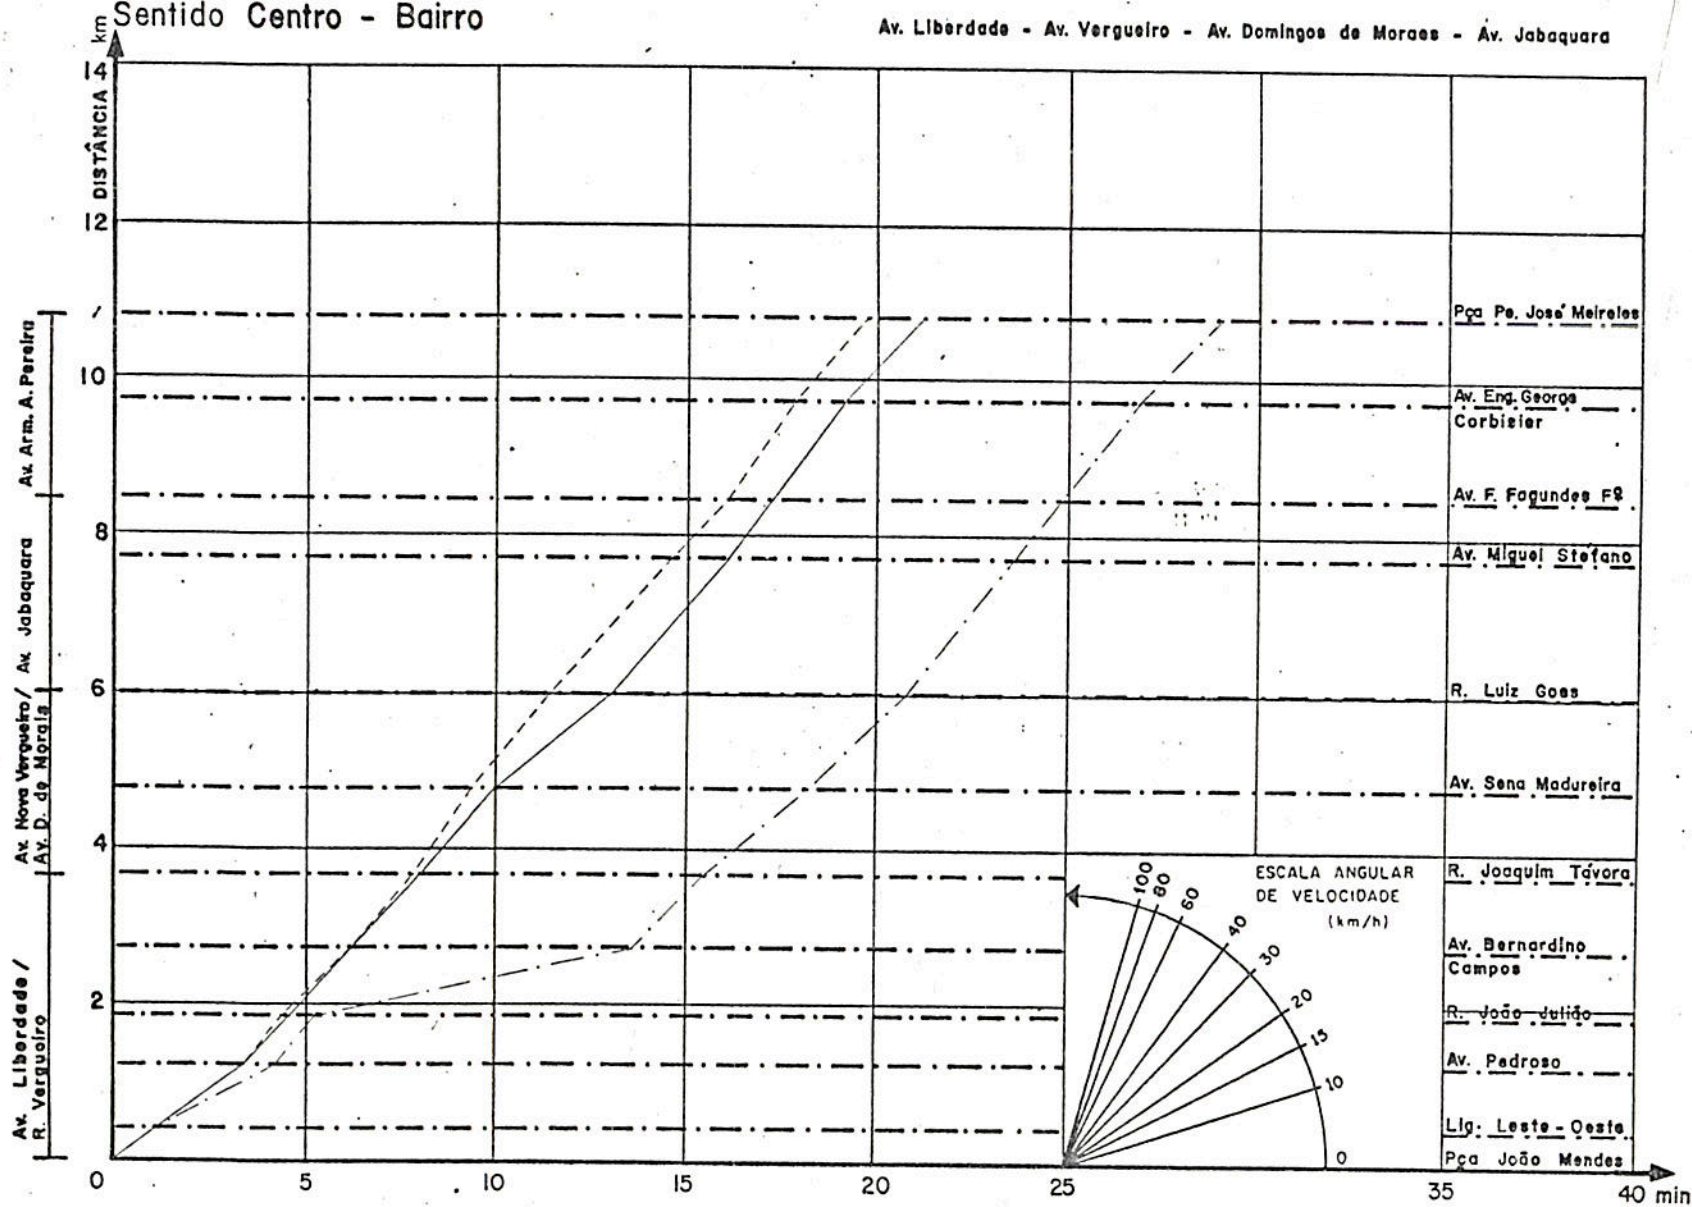 Sentido Centro - Bairro
Av. Liberdade - Av. Vergueiro - Av. Domingos de Moraes - Av. Jabaquara
km
DISTÂNCIA
14
12
10
8
6
4
2
0
Av. Arm. A. Pereira
Av. Jabaquara
Av. Nova Vergueiro /
Av. D. de Morais
Av. Liberdade /
R. Vergueiro
Pça Pe. José Meireles
Av. Eng. George
Corbisier
Av. F. Fagundes Fº
Av. Miguel Stefano
R. Luiz Goes
Av. Sena Madureira
R. Joaquim Távora
Av. Bernardino
Campos
R. João Julião
Av. Pedroso
Lig. Leste - Oeste
Pça João Mendes
ESCALA ANGULAR
DE VELOCIDADE
(km/h)
100
80
60
40
30
20
15
10
0
5
10
15
20
25
35
40 min